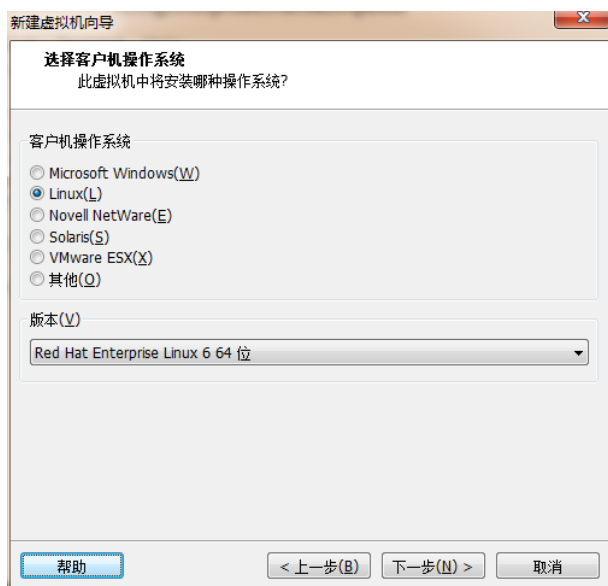 新建虚拟机向导
选择客户机操作系统
此虚拟机中将安装哪种操作系统?
客户机操作系统
Microsoft Windows(W)
Linux(L)
Novell NetWare(E)
Solaris(S)
VMware ESX(X)
其他(O)
版本(V)
Red Hat Enterprise Linux 6 64 位
帮助
< 上一步(B)
下一步(N) >
取消